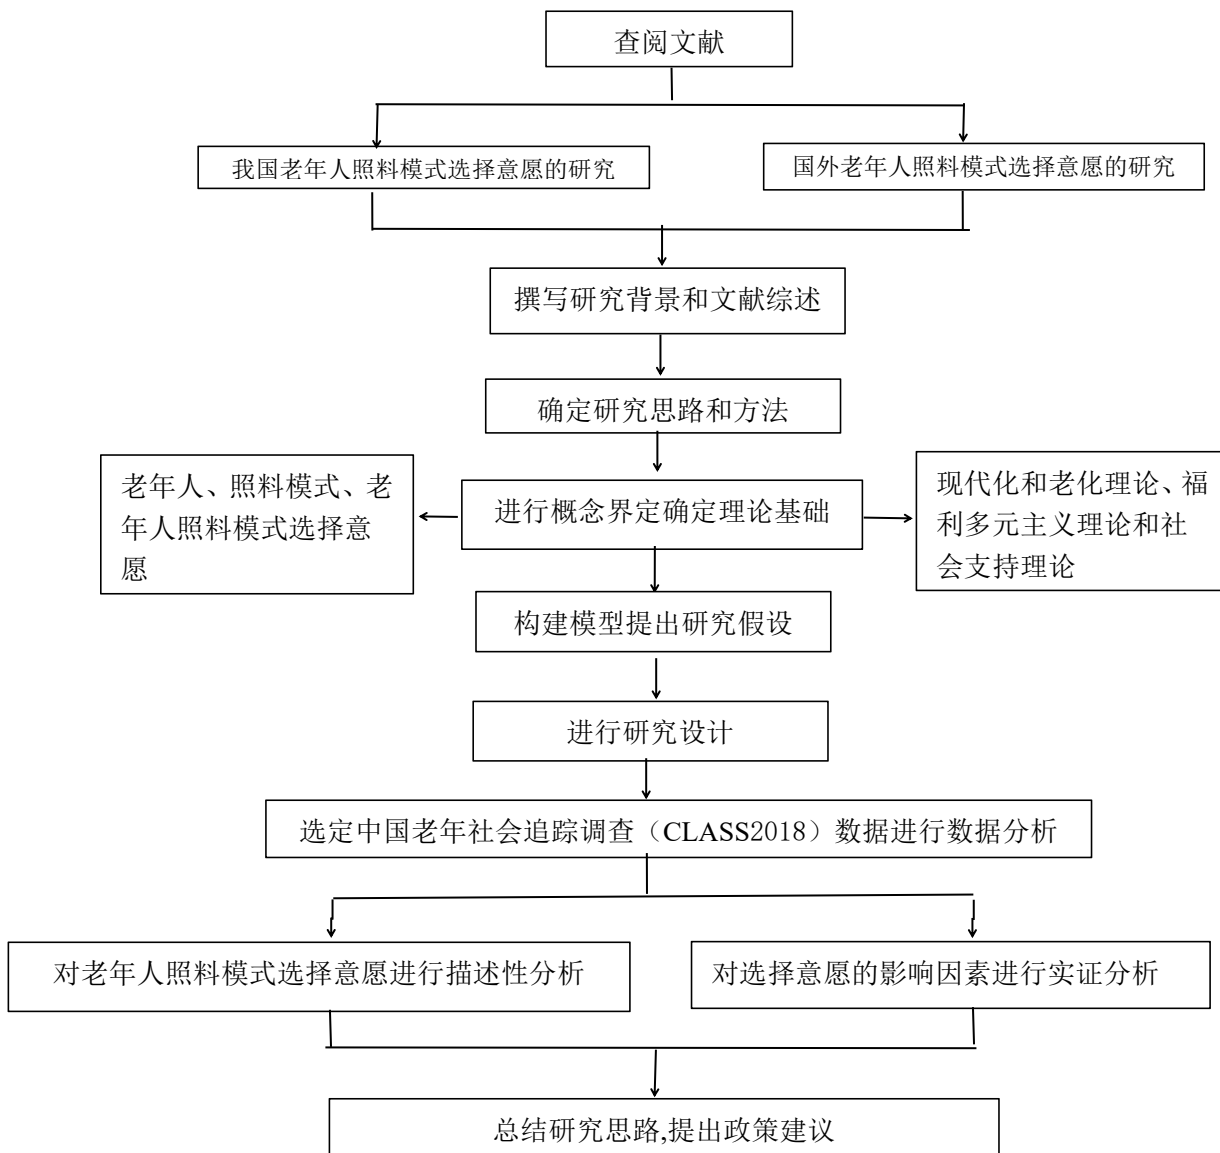 查阅文献
我国老年人照料模式选择意愿的研究
国外老年人照料模式选择意愿的研究
撰写研究背景和文献综述
确定研究思路和方法
老年人、照料模式、老
年人照料模式选择意
愿
进行概念界定确定理论基础
现代化和老化理论、福
利多元主义理论和社
会支持理论
构建模型提出研究假设
进行研究设计
选定中国老年社会追踪调查（CLASS2018）数据进行数据分析
对老年人照料模式选择意愿进行描述性分析
对选择意愿的影响因素进行实证分析
总结研究思路,提出政策建议